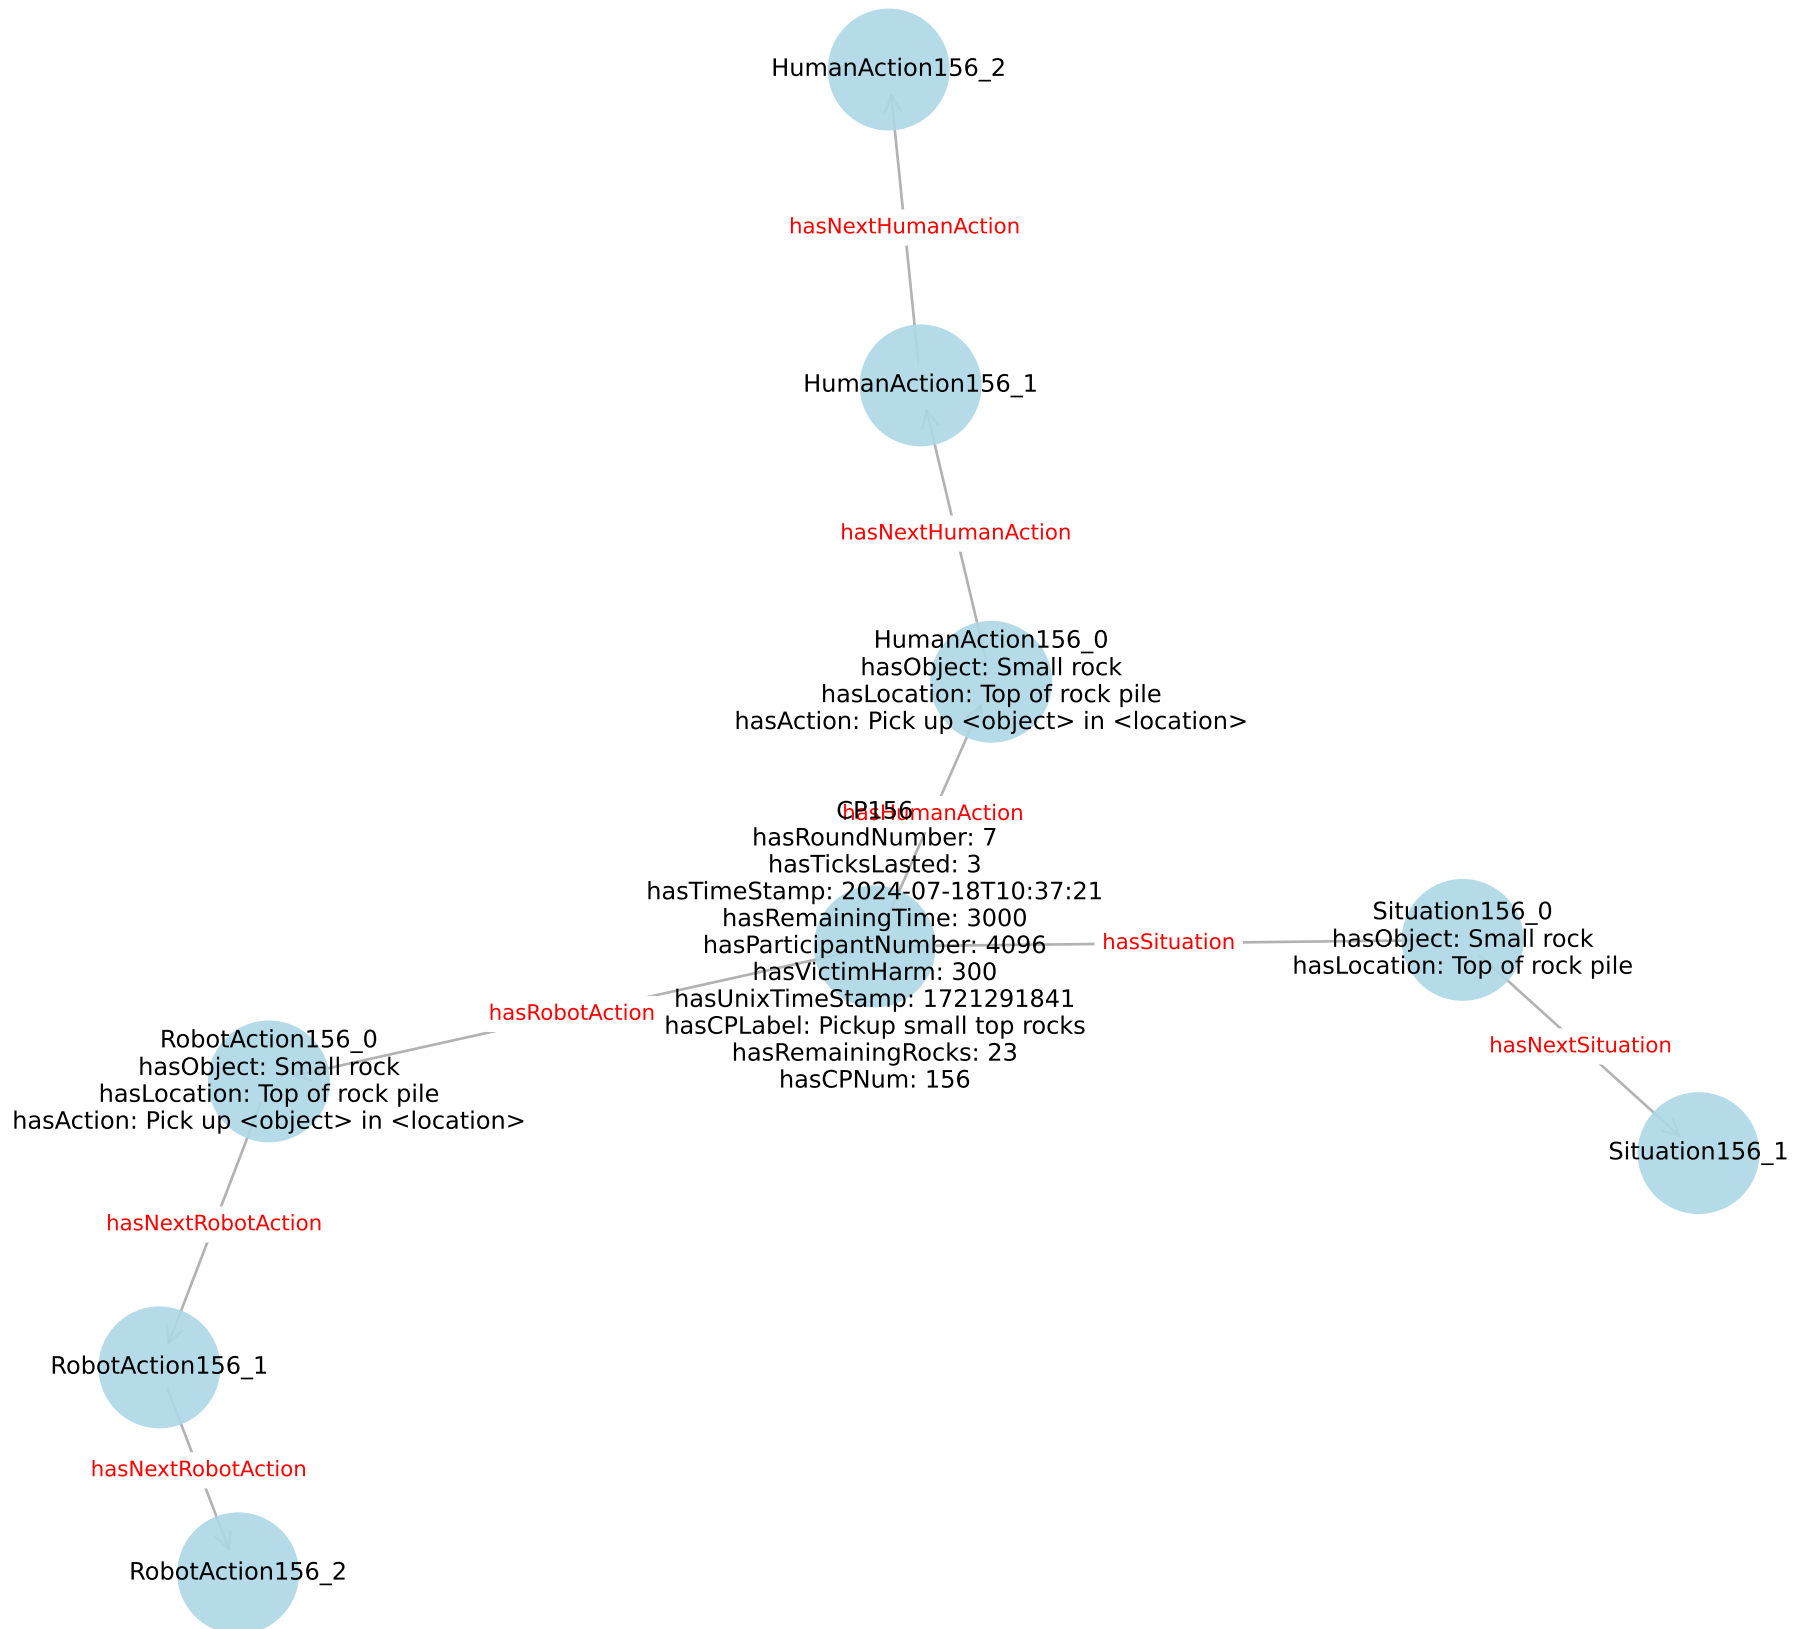 HumanAction156_2
hasNextHumanAction
HumanAction156_1
hasNextHumanAction
HumanAction156_0
hasObject: Small rock
hasLocation: Top of rock pile
hasAction: Pick up <object> in <location>
hasHumanAction
CP156
hasRoundNumber: 7
hasTicksLasted: 3
hasTimeStamp: 2024-07-18T10:37:21
hasRemainingTime: 3000
hasParticipantNumber: 4096
hasVictimHarm: 300
hasUnixTimeStamp: 1721291841
hasCPLabel: Pickup small top rocks
hasRemainingRocks: 23
hasCPNum: 156
hasSituation
Situation156_0
hasObject: Small rock
hasLocation: Top of rock pile
hasNextSituation
Situation156_1
hasRobotAction
RobotAction156_0
hasObject: Small rock
hasLocation: Top of rock pile
hasAction: Pick up <object> in <location>
hasNextRobotAction
RobotAction156_1
hasNextRobotAction
RobotAction156_2